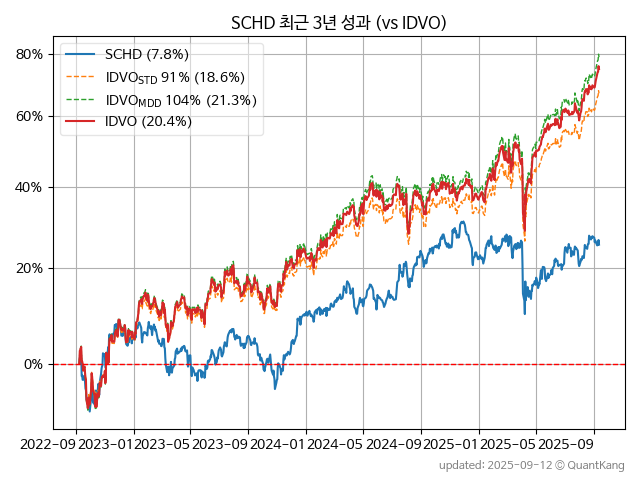 SCHD 최근 3년 성과 (vs IDVO)
SCHD (7.8%)
IDVO_STD 91% (18.6%)
IDVO_MDD 104% (21.3%)
IDVO (20.4%)
80%
60%
40%
20%
0%
2022-09 2023-01 2023-05 2023-09 2024-01 2024-05 2024-09 2025-01 2025-05 2025-09
updated: 2025-09-12 © QuantKang